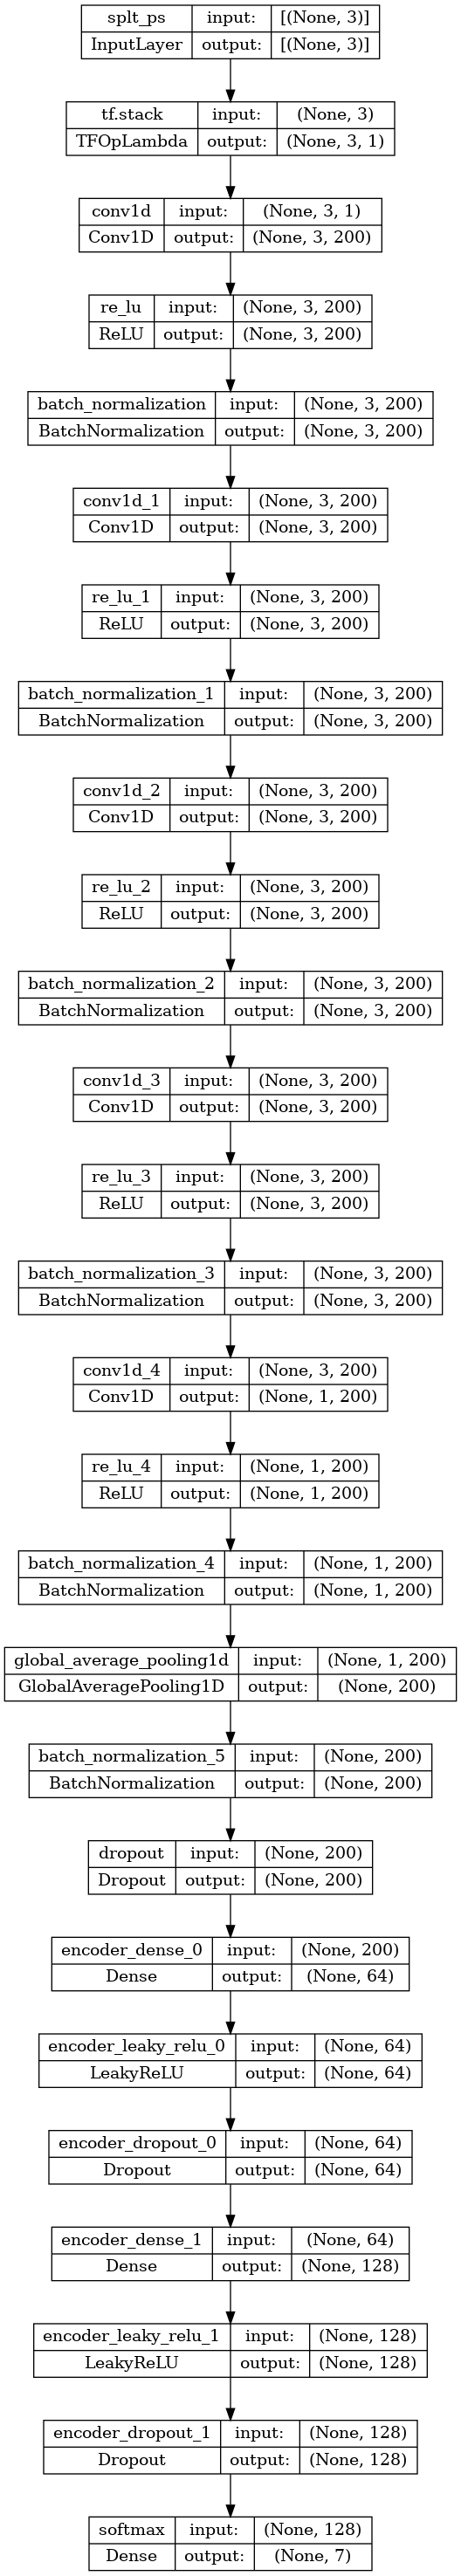 splt_ps input: [(None, 3)]
InputLayer output: [(None, 3)]
tf.stack input: (None, 3)
TFOpLambda output: (None, 3, 1)
conv1d input: (None, 3, 1)
Conv1D output: (None, 3, 200)
re_lu input: (None, 3, 200)
ReLU output: (None, 3, 200)
batch_normalization input: (None, 3, 200)
BatchNormalization output: (None, 3, 200)
conv1d_1 input: (None, 3, 200)
Conv1D output: (None, 3, 200)
re_lu_1 input: (None, 3, 200)
ReLU output: (None, 3, 200)
batch_normalization_1 input: (None, 3, 200)
BatchNormalization output: (None, 3, 200)
conv1d_2 input: (None, 3, 200)
Conv1D output: (None, 3, 200)
re_lu_2 input: (None, 3, 200)
ReLU output: (None, 3, 200)
batch_normalization_2 input: (None, 3, 200)
BatchNormalization output: (None, 3, 200)
conv1d_3 input: (None, 3, 200)
Conv1D output: (None, 3, 200)
re_lu_3 input: (None, 3, 200)
ReLU output: (None, 3, 200)
batch_normalization_3 input: (None, 3, 200)
BatchNormalization output: (None, 3, 200)
conv1d_4 input: (None, 3, 200)
Conv1D output: (None, 1, 200)
re_lu_4 input: (None, 1, 200)
ReLU output: (None, 1, 200)
batch_normalization_4 input: (None, 1, 200)
BatchNormalization output: (None, 1, 200)
global_average_pooling1d input: (None, 1, 200)
GlobalAveragePooling1D output: (None, 200)
batch_normalization_5 input: (None, 200)
BatchNormalization output: (None, 200)
dropout input: (None, 200)
Dropout output: (None, 200)
encoder_dense_0 input: (None, 200)
Dense output: (None, 64)
encoder_leaky_relu_0 input: (None, 64)
LeakyReLU output: (None, 64)
encoder_dropout_0 input: (None, 64)
Dropout output: (None, 64)
encoder_dense_1 input: (None, 64)
Dense output: (None, 128)
encoder_leaky_relu_1 input: (None, 128)
LeakyReLU output: (None, 128)
encoder_dropout_1 input: (None, 128)
Dropout output: (None, 128)
softmax input: (None, 128)
Dense output: (None, 7)